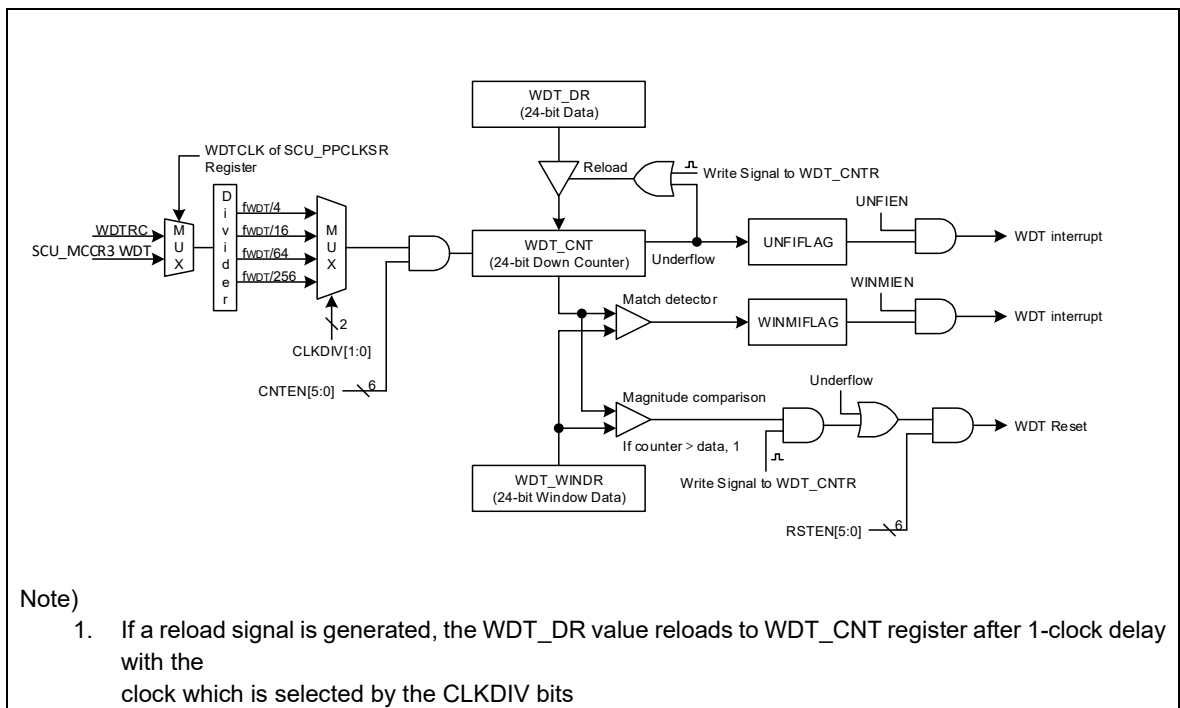 WDT_DR
(24-bit Data)
WDTCLK of SCU_PPCLKSR
Register
Reload
Write Signal to WDT_CNTR
WDTRC
SCU_MCCR3 WDT
MUX
Divider
fWDT/4
fWDT/16
fWDT/64
fWDT/256
MUX
CLKDIV[1:0]
2
CNTEN[5:0]
6
WDT_CNT
(24-bit Down Counter)
Underflow
UNFIFLAG
UNFIEN
WDT interrupt
Match detector
WINMIFLAG
WINMIEN
WDT interrupt
Magnitude comparison
If counter > data, 1
Underflow
Write Signal to WDT_CNTR
WDT Reset
RSTEN[5:0]
6
WDT_WINDR
(24-bit Window Data)
Note)
1. If a reload signal is generated, the WDT_DR value reloads to WDT_CNT register after 1-clock delay
with the
clock which is selected by the CLKDIV bits